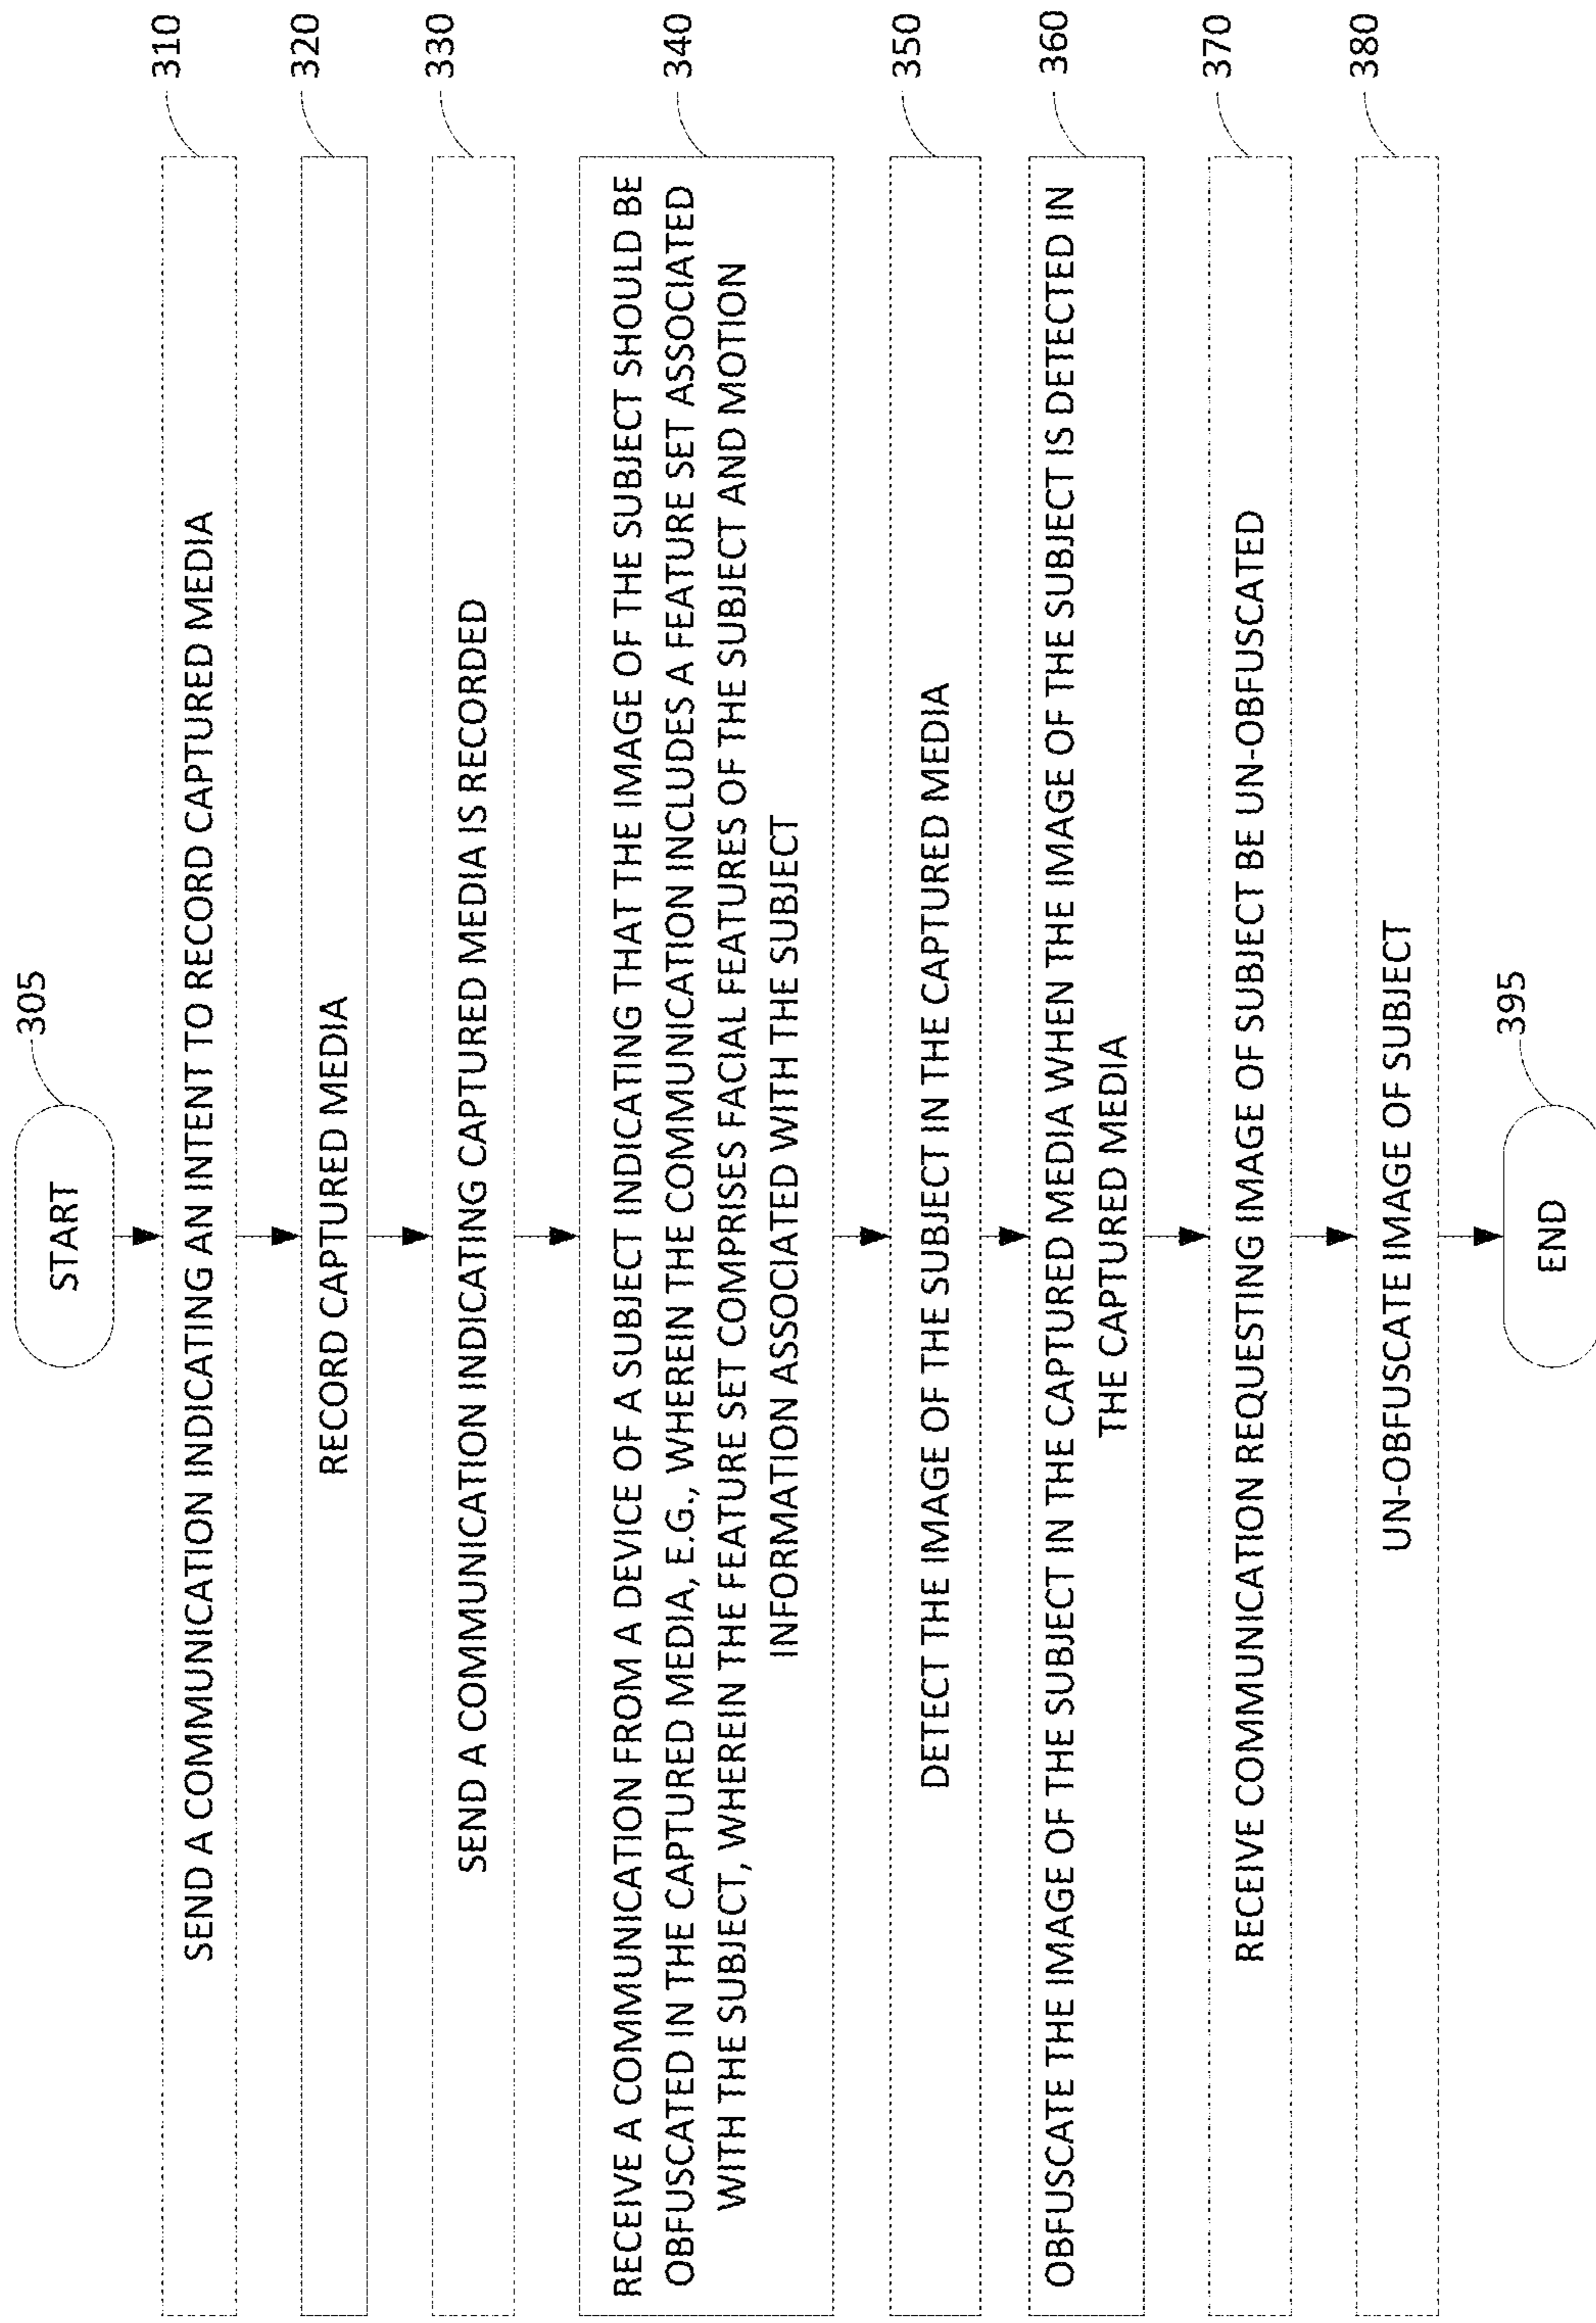 305
START
310
SEND A COMMUNICATION INDICATING AN INTENT TO RECORD CAPTURED MEDIA
320
RECORD CAPTURED MEDIA
330
SEND A COMMUNICATION INDICATING CAPTURED MEDIA IS RECORDED
340
RECEIVE A COMMUNICATION FROM A DEVICE OF A SUBJECT INDICATING THAT THE IMAGE OF THE SUBJECT SHOULD BE
OBFUSCATED IN THE CAPTURED MEDIA, E.G., WHEREIN THE COMMUNICATION INCLUDES A FEATURE SET ASSOCIATED
WITH THE SUBJECT, WHEREIN THE FEATURE SET COMPRISES FACIAL FEATURES OF THE SUBJECT AND MOTION
INFORMATION ASSOCIATED WITH THE SUBJECT
350
DETECT THE IMAGE OF THE SUBJECT IN THE CAPTURED MEDIA
360
OBFUSCATE THE IMAGE OF THE SUBJECT IN THE CAPTURED MEDIA WHEN THE IMAGE OF THE SUBJECT IS DETECTED IN
THE CAPTURED MEDIA
370
RECEIVE COMMUNICATION REQUESTING IMAGE OF SUBJECT BE UN-OBFUSCATED
380
UN-OBFUSCATE IMAGE OF SUBJECT
395
END